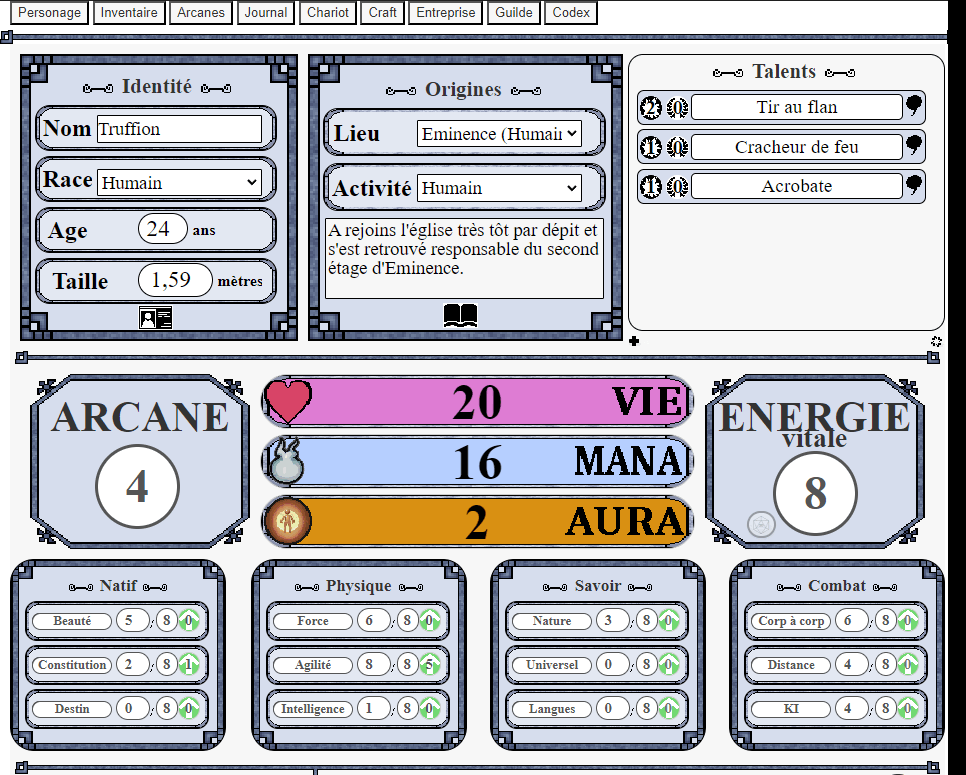 Personage Inventaire Arcanes Journal Chariot Craft Entreprise Guilde Codex
Identité
Nom Truffion
Race Humain
Age 24 ans
Taille 1,59 mètres
Origines
Lieu Eminence (Humain
Activité Humain
A rejoins l'église très tôt par dépit et
s'est retrouvé responsable du second
étage d'Eminence.
Talents
2 0 Tir au flan
1 0 Cracheur de feu
1 0 Acrobate
ARCANE
4
20 VIE
16 MANA
2 AURA
ENERGIE
vitale
8
Natif
Beauté 5 , 8 0
Constitution 2 , 8 1
Destin 0 , 8 0
Physique
Force 6 , 8 0
Agilité 8 8 5
Intelligence 1 , 8 0
Savoir
Nature 3 , 8 0
Universel 0 , 8 0
Langues 0 , 8 0
Combat
Corp à corp 6 , 8 0
Distance 4 , 8 0
KI 4 , 8 0